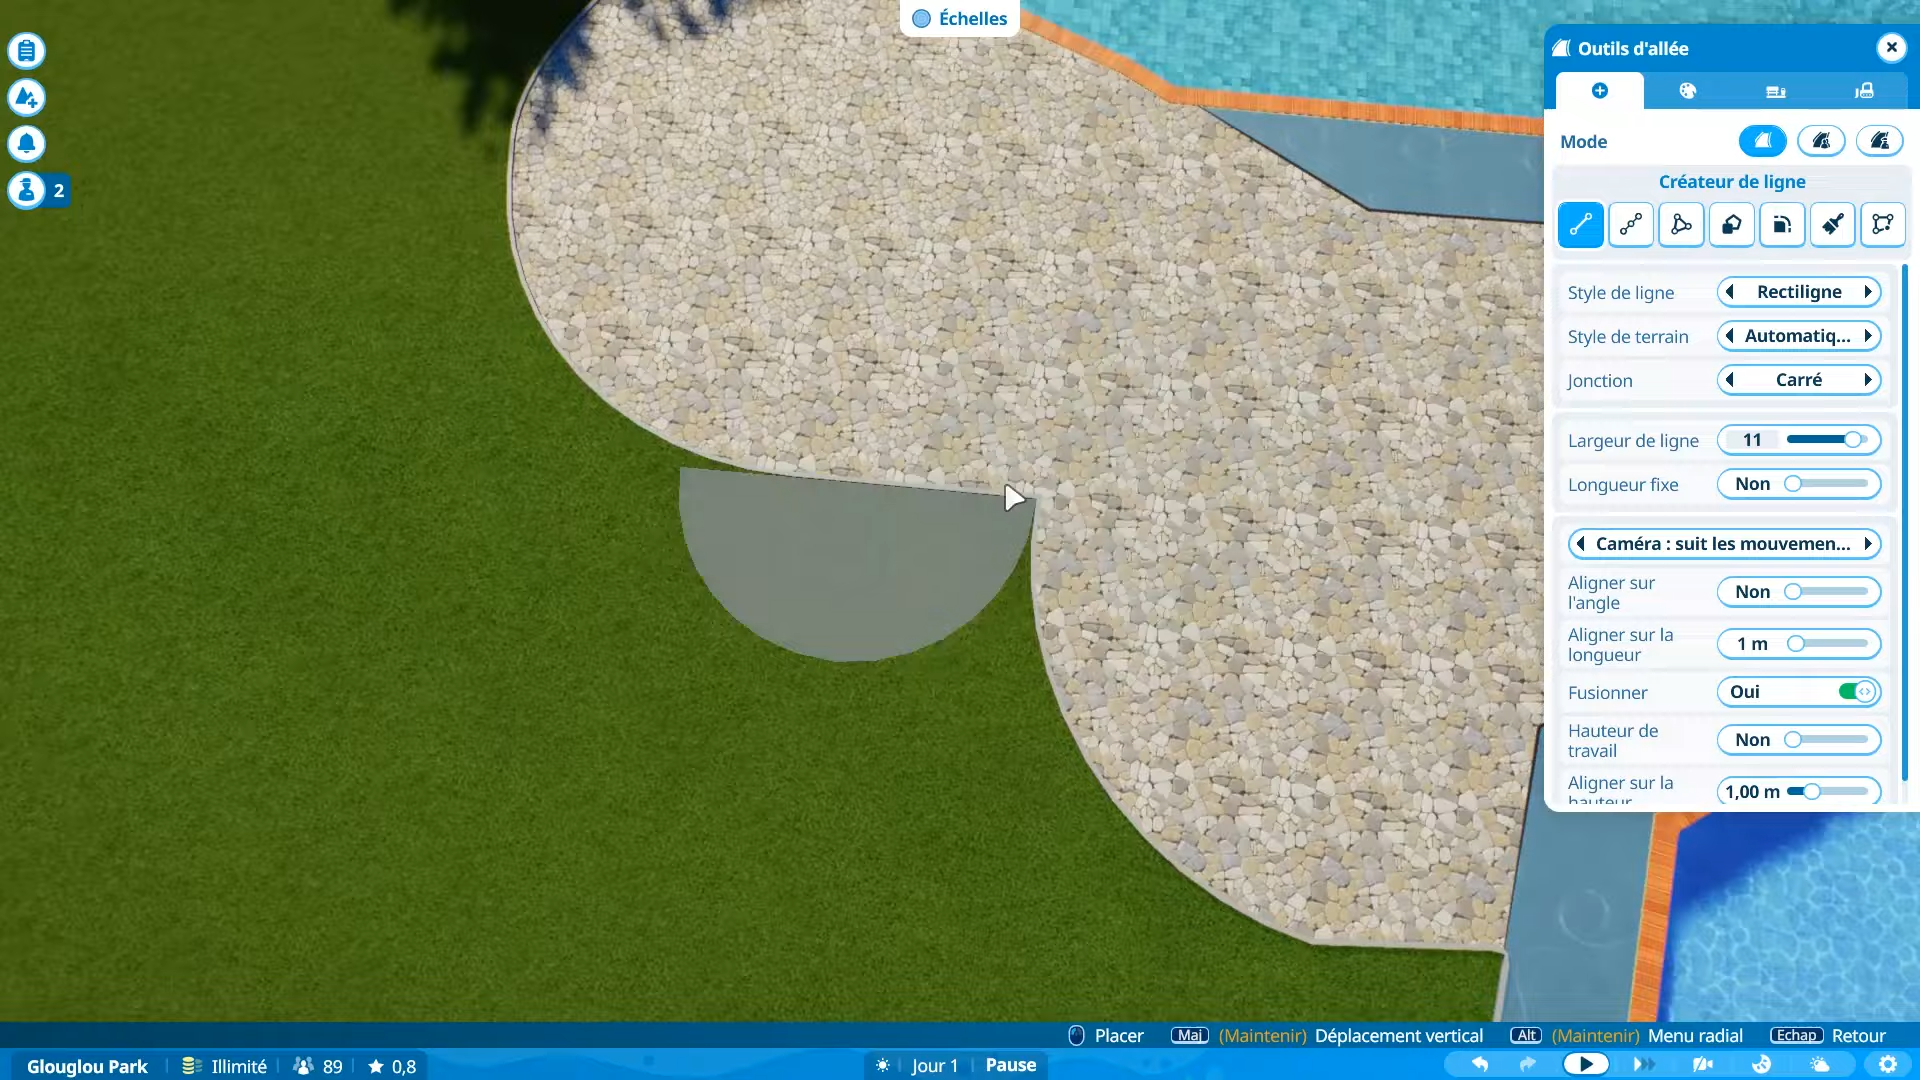 Échelles
2
Outils d'allée
Mode
Créateur de ligne
Style de ligne
Rectiligne
Style de terrain
Automatiq...
Jonction
Carré
Largeur de ligne
11
Longueur fixe
Non
Caméra : suit les mouvemen...
Aligner sur
l'angle
Non
Aligner sur la
longueur
1 m
Fusionner
Oui
Hauteur de
travail
Non
Aligner sur la
hauteur
1,00 m
Placer
Maj (Maintenir) Déplacement vertical
Alt (Maintenir) Menu radial
Echap Retour
Glouglou Park
Illimité
89
0,8
Jour 1
Pause